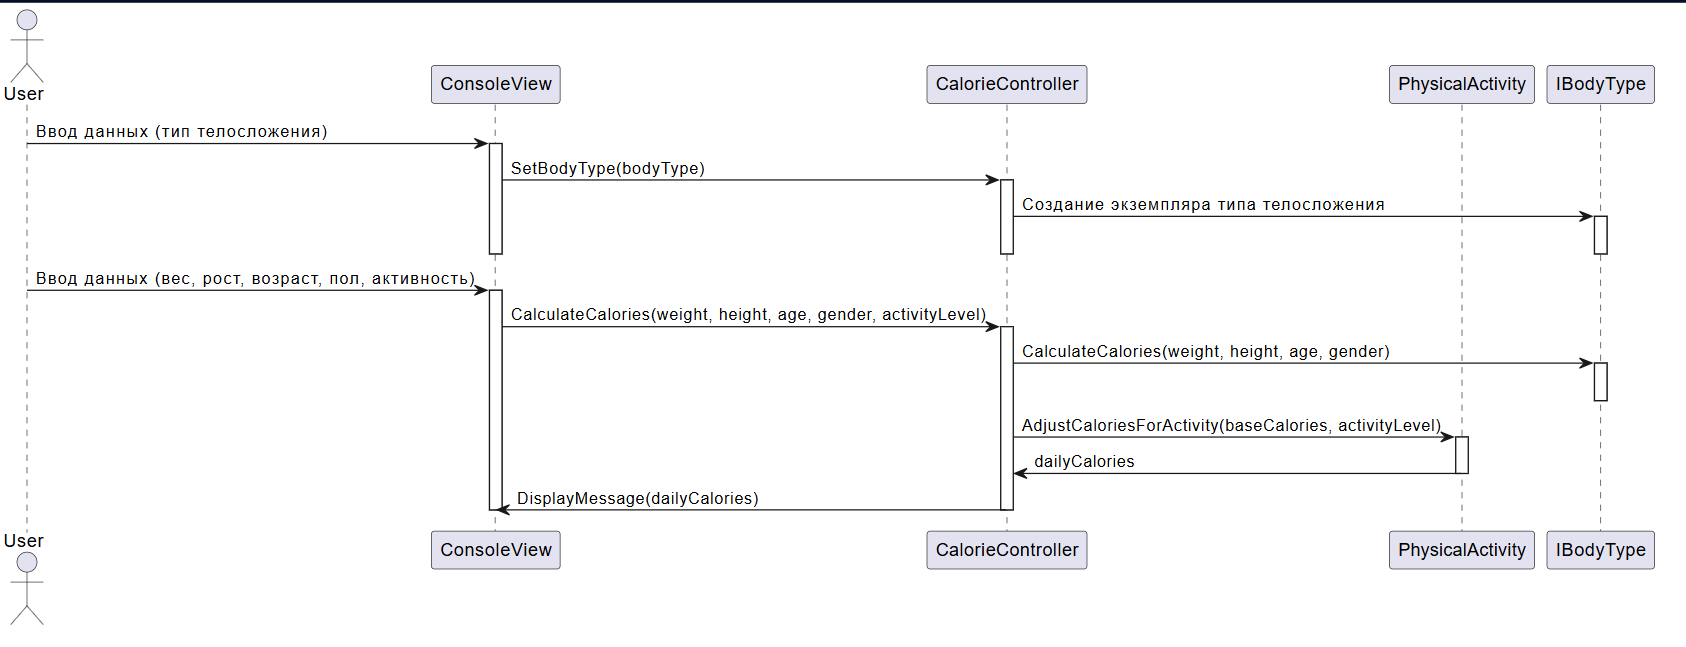 User
ConsoleView
CalorieController
PhysicalActivity
IBodyType
Ввод данных (тип телосложения)
SetBodyType(bodyType)
Создание экземпляра типа телосложения
Ввод данных (вес, рост, возраст, пол, активность)
CalculateCalories(weight, height, age, gender, activityLevel)
CalculateCalories(weight, height, age, gender)
AdjustCaloriesForActivity(baseCalories, activityLevel)
dailyCalories
DisplayMessage(dailyCalories)
User
ConsoleView
CalorieController
PhysicalActivity
IBodyType